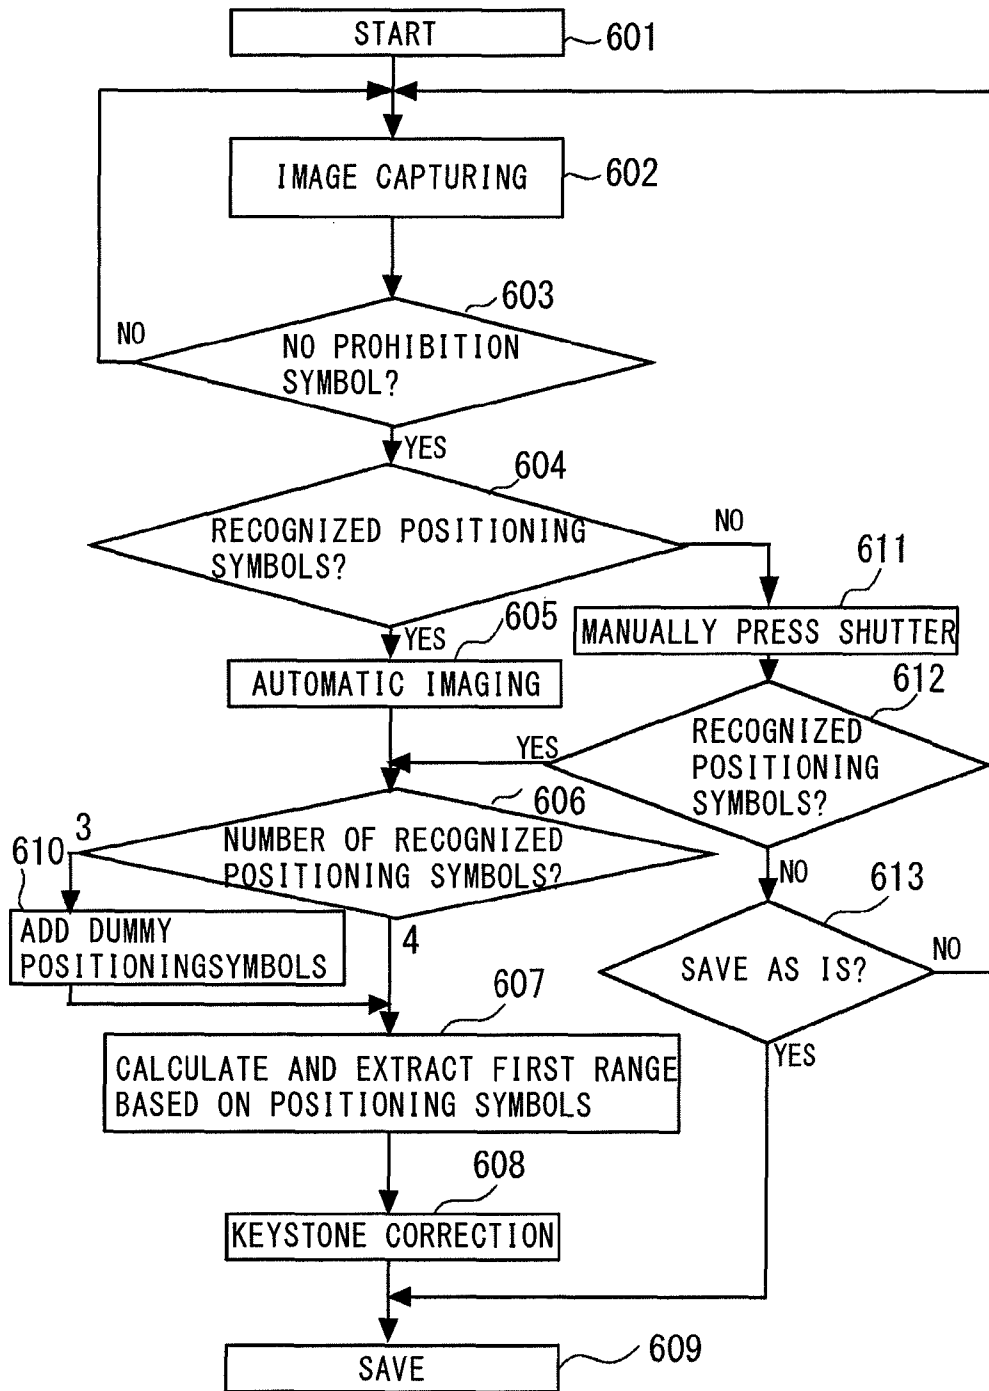 START
601
IMAGE CAPTURING
602
603
NO
NO PROHIBITION
SYMBOL?
YES
604
RECOGNIZED POSITIONING
SYMBOLS?
NO
611
YES
605
MANUALLY PRESS SHUTTER
AUTOMATIC IMAGING
612
YES
RECOGNIZED
POSITIONING
SYMBOLS?
606
3
610
NUMBER OF RECOGNIZED
POSITIONING SYMBOLS?
NO
613
4
ADD DUMMY
POSITIONINGSYMBOLS
SAVE AS IS?
NO
607
YES
CALCULATE AND EXTRACT FIRST RANGE
BASED ON POSITIONING SYMBOLS
608
KEYSTONE CORRECTION
SAVE
609